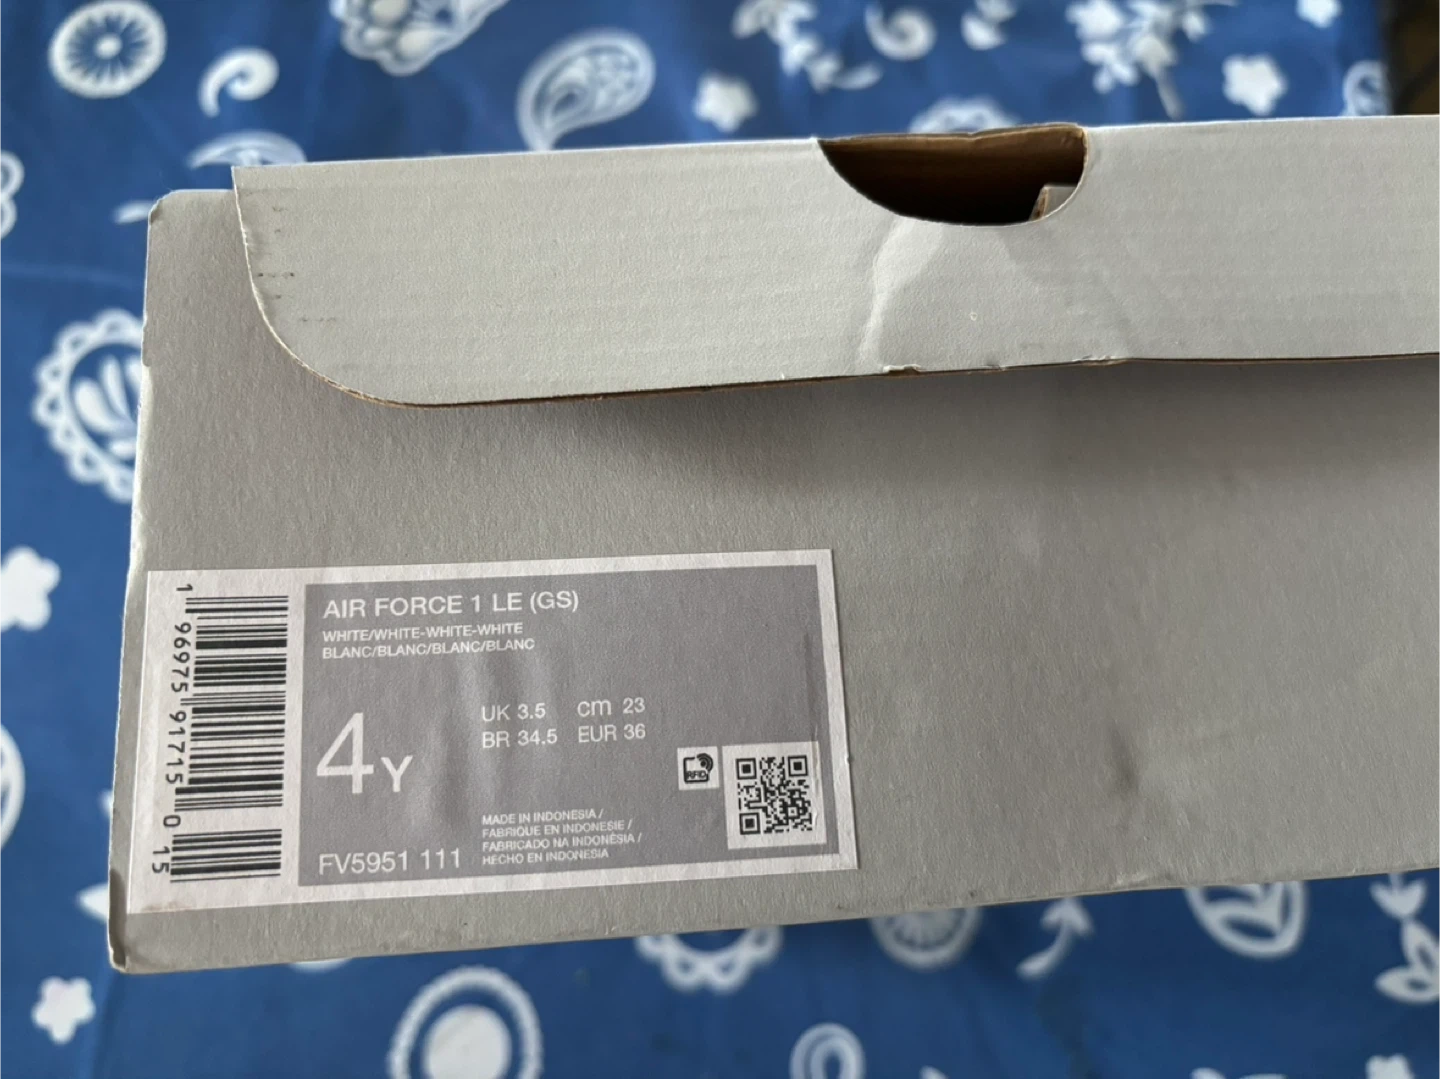 AIR FORCE 1 LE (GS)
WHITE/WHITE-WHITE-WHITE
BLANC/BLANC/BLANC/BLANC
4Y
UK 3.5 cm 23
BR 34.5 EUR 36
RFID
MADE IN INDONESIA /
FABRIQUE EN INDONESIE /
FABRICADO NA INDONÉSIA /
HECHO EN INDONESIA
FV5951 111
1 96975 91715 0 15